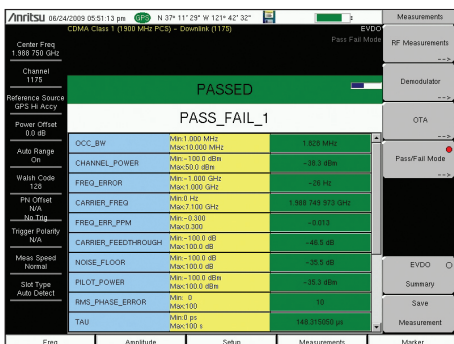 Anritsu 06/24/2009 05:51:13 pm GPS N 37° 11' 29" W 121° 42' 32"
Measurements
CDMA Class 1 (1900 MHz PCS) - Downlink (1175)
EVDO
Pass Fail Mode
Center Freq
1.988 750 GHz
Channel
1175
Reference Source
GPS Hi Accy
Power Offset
0.0 dB
Auto Range
On
Walsh Code
128
PN Offset
N/A
No Trig
Trigger Polarity
N/A
Meas Speed
Normal
Slot Type
Auto Detect
PASSED
PASS_FAIL_1
OCC_BW Min:1.000 MHz Max:10.000 MHz 1.929 MHz
CHANNEL_POWER Min:-100.0 dBm Max:50.0 dBm -38.3 dBm
FREQ_ERROR Min:-1.000 GHz Max:1.000 GHz -26 Hz
CARRIER_FREQ Min:0 Hz Max:7.100 GHz 1.988 749 973 GHz
FREQ_ERR_PPM Min:-0.300 Max:0.300 -0.013
CARRIER_FEEDTHROUGH Min:-100.0 dB Max:100.0 dB -46.5 dB
NOISE_FLOOR Min:-100.0 dB Max:100.0 dB -35.5 dB
PILOT_POWER Min:-100.0 dBm Max:100.0 dBm -35.3 dBm
RMS_PHASE_ERROR Min: 0 Max:100 10
TAU Min:0 ps Max:100 s 146.315050 µs
RF Measurements
-->
Demodulator
-->
OTA
-->
Pass/Fail Mode
-->
EVDO
Summary
Save
Measurement
Freq Amplitude Setup Measurements Marker